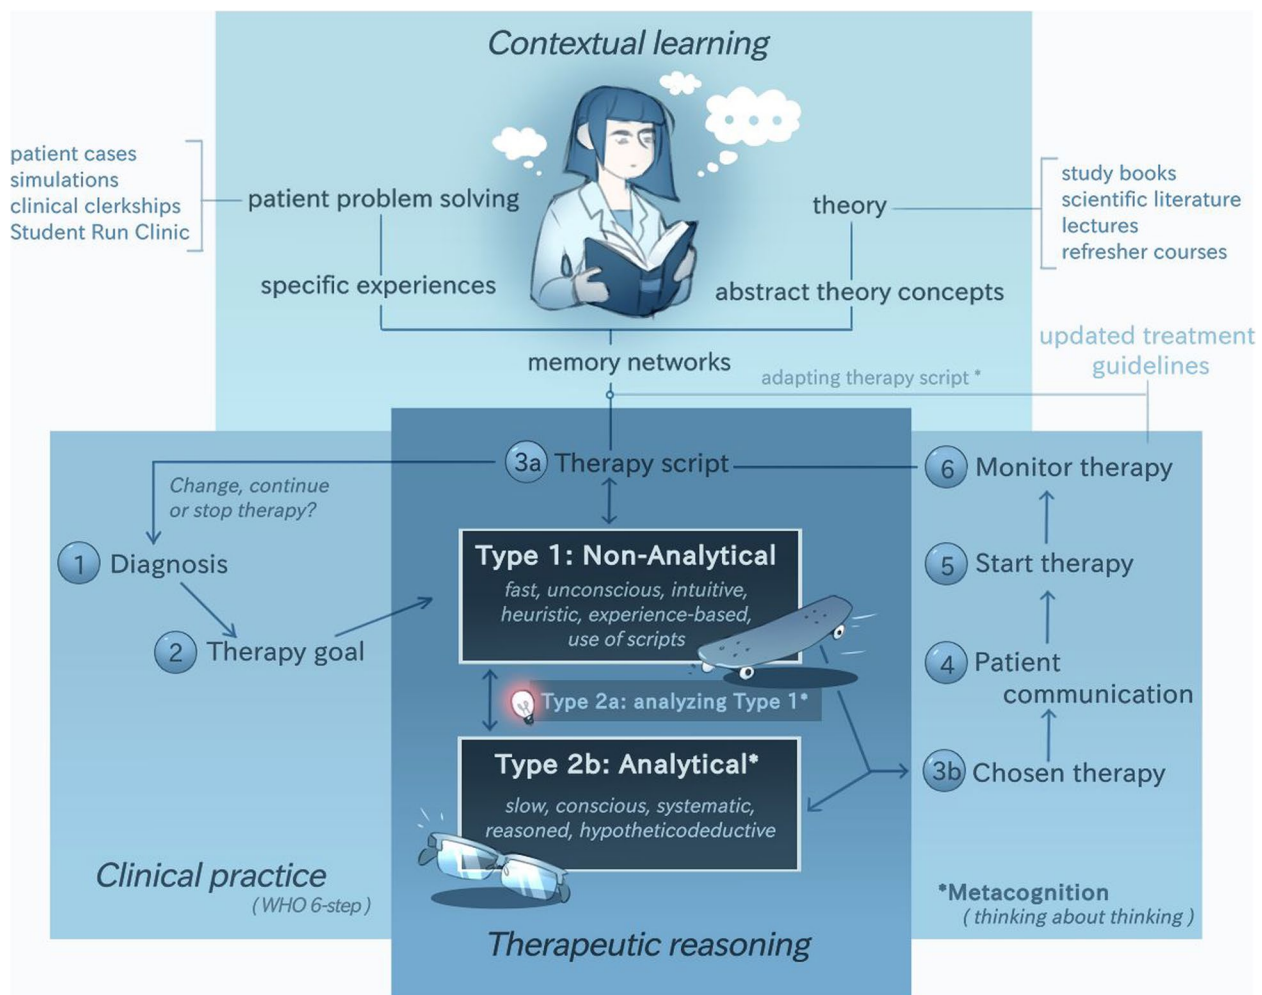 Contextual learning
patient cases
simulations
clinical clerkships
Student Run Clinic
patient problem solving
specific experiences
theory
abstract theory concepts
study books
scientific literature
lectures
refresher courses
memory networks
updated treatment
guidelines
adapting therapy script *
3a Therapy script
Change, continue
or stop therapy?
1 Diagnosis
2 Therapy goal
Type 1: Non-Analytical
fast, unconscious, intuitive,
heuristic, experience-based,
use of scripts
Type 2a: analyzing Type 1*
Type 2b: Analytical*
slow, conscious, systematic,
reasoned, hypotheticodeductive
6 Monitor therapy
5 Start therapy
4 Patient
communication
3b Chosen therapy
Clinical practice
( WHO 6-step )
Therapeutic reasoning
*Metacognition
( thinking about thinking )